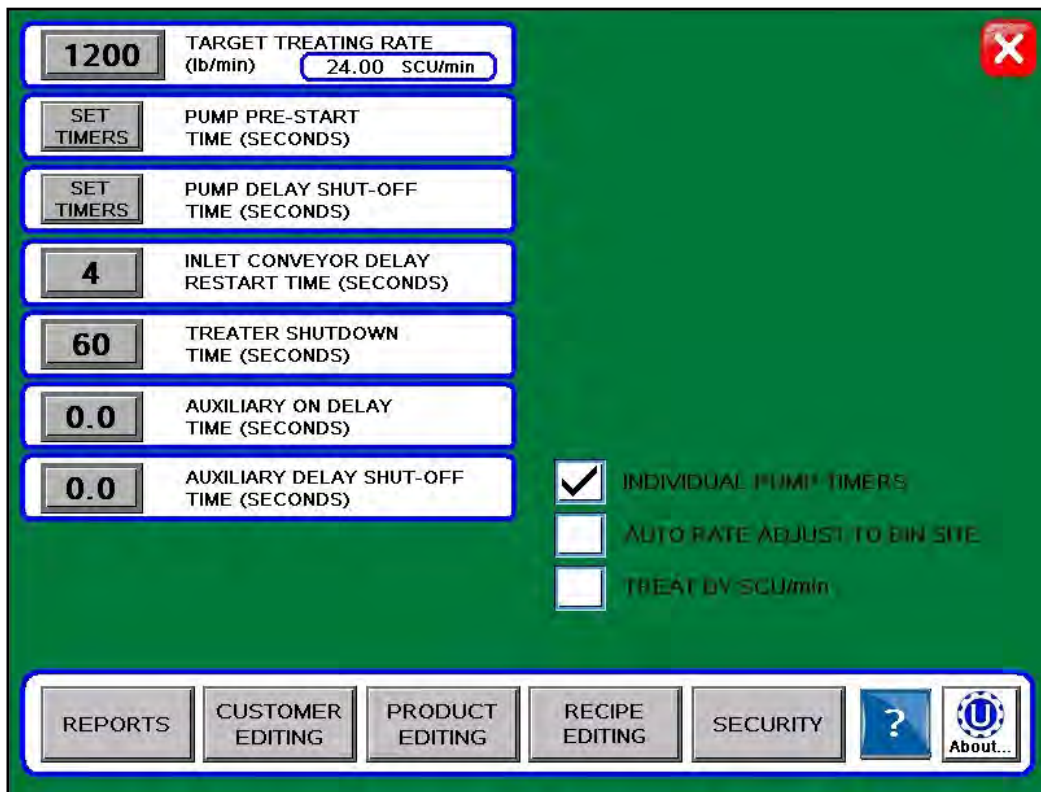 1200
TARGET TREATING RATE
(lb/min) 24.00 SCU/min
SET
TIMERS
PUMP PRE-START
TIME (SECONDS)
SET
TIMERS
PUMP DELAY SHUT-OFF
TIME (SECONDS)
4
INLET CONVEYOR DELAY
RESTART TIME (SECONDS)
60
TREATER SHUTDOWN
TIME (SECONDS)
0.0
AUXILIARY ON DELAY
TIME (SECONDS)
0.0
AUXILIARY DELAY SHUT-OFF
TIME (SECONDS)
INDIVIDUAL PUMP TIMERS
AUTO RATE ADJUST TO BIN SITE
TREAT BY SCU/min
REPORTS
CUSTOMER
EDITING
PRODUCT
EDITING
RECIPE
EDITING
SECURITY
?
U
About...